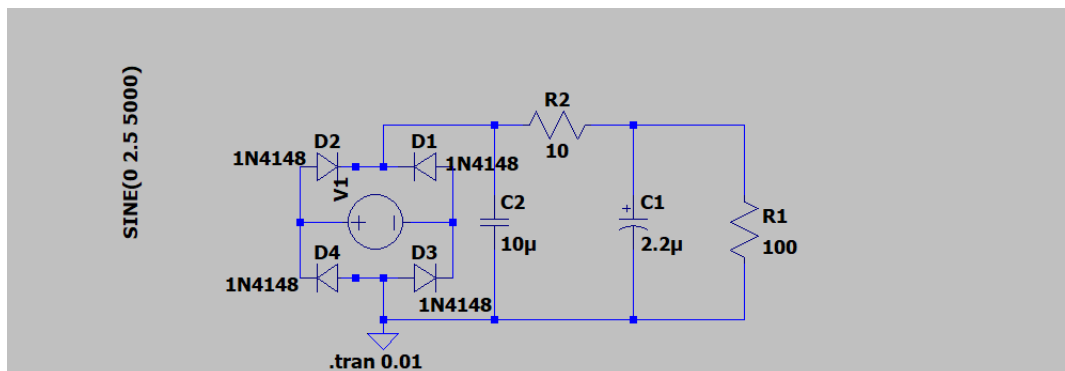 SINE(0 2.5 5000)
R2
10
D2
D1
1N4148
1N4148
V1
C2
10µ
C1
2.2µ
R1
100
D4
D3
1N4148
1N4148
.tran 0.01